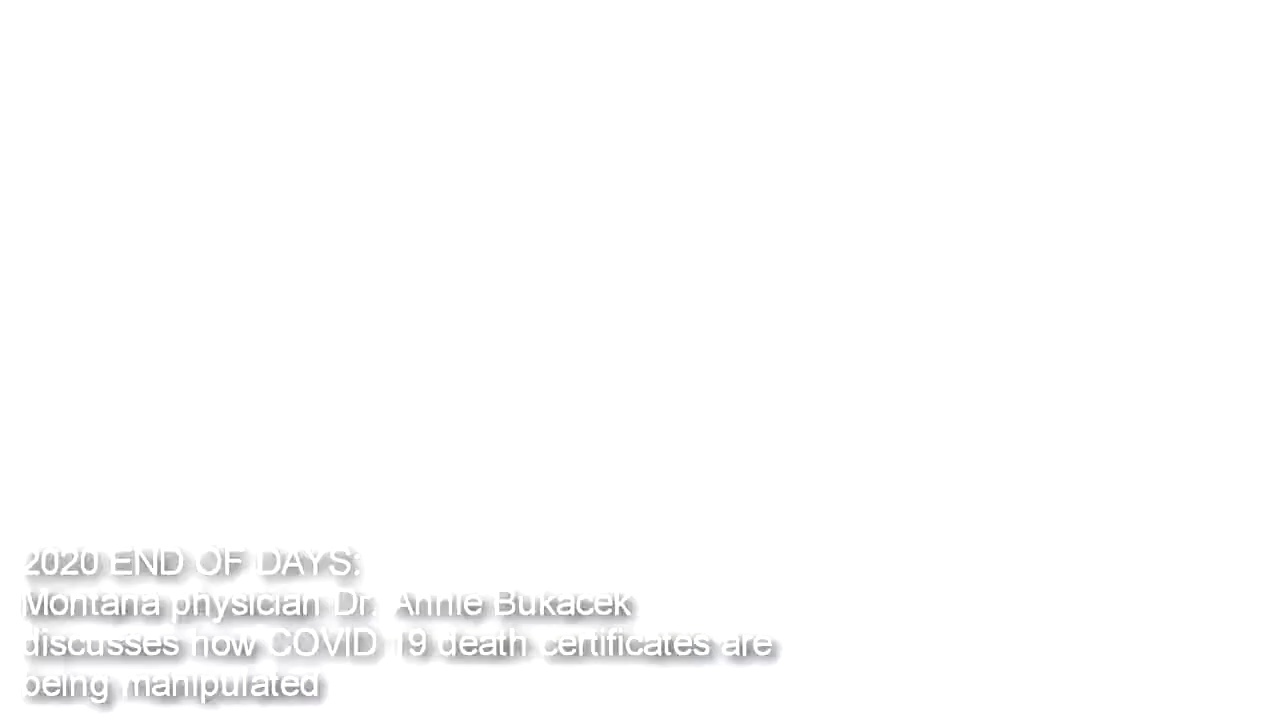 2020 END OF DAYS:
Montana physician Dr. Annie Bukacek
discusses how COVID 19 death certificates are
being manipulated